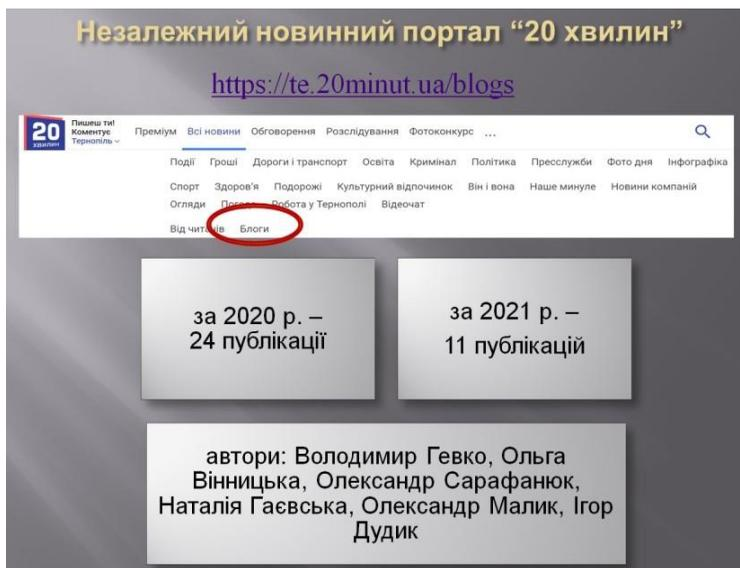 Незалежний новинний портал “20 хвилин”
https://te.20minut.ua/blogs
20
хвилин
Пишеш ти!
Коментує
Тернопіль
Преміум Всі новини Обговорення Розслідування Фотоконкурс ...
Події Гроші Дороги і транспорт Освіта Кримінал Політика Пресслужби Фото дня Інфографіка
Спорт Здоров'я Подорожі Культурний відпочинок Він і вона Наше минуле Новини компаній
Огляди Погода Робота у Тернополі Відеочат
Від читачів Блоги
за 2020 р. –
24 публікації
за 2021 р. –
11 публікацій
автори: Володимир Гевко, Ольга
Вінницька, Олександр Сарафанюк,
Наталія Гаєвська, Олександр Малик, Ігор
Дудик